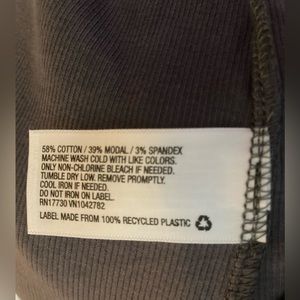 58% COTTON / 39% MODAL / 3% SPANDEX
MACHINE WASH COLD WITH LIKE COLORS.
ONLY NON-CHLORINE BLEACH IF NEEDED.
TUMBLE DRY LOW. REMOVE PROMPTLY.
COOL IRON IF NEEDED.
DO NOT IRON ON LABEL.
RN17730 VN1042782
LABEL MADE FROM 100% RECYCLED PLASTIC